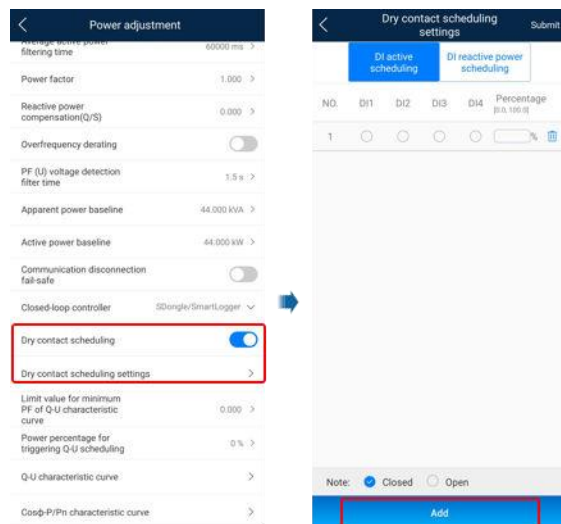 Power adjustment
Average active power
filtering time
60000 ms
Power factor
1.000
Reactive power
compensation(Q/S)
0.000
Overfrequency derating
PF (U) voltage detection
filter time
1.5 s
Apparent power baseline
44.000 kVA
Active power baseline
44.000 kW
Communication disconnection
fail-safe
Closed-loop controller
SDongle/SmartLogger
Dry contact scheduling
Dry contact scheduling settings
Limit value for minimum
PF of Q-U characteristic
curve
0.000
Power percentage for
triggering Q-U scheduling
0 %
Q-U characteristic curve
Cosф-P/Pn characteristic curve
Dry contact scheduling
settings
Submit
DI active
scheduling
DI reactive power
scheduling
NO.
DI1
DI2
DI3
DI4
Percentage
[0.0, 100.0]
1
%
Note:
Closed
Open
Add